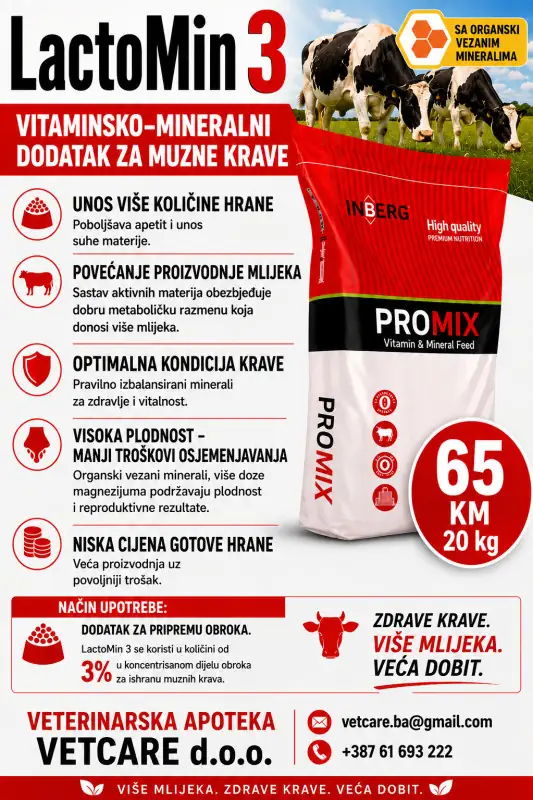 LactoMin 3
SA ORGANSKI
VEZANIM
MINERALIMA
VITAMINSKO-MINERALNI
DODATAK ZA MUZNE KRAVE
UNOS VIŠE KOLIČINE HRANE
Poboljšava apetit i unos
suhe materije.
POVEĆANJE PROIZVODNJE MLIJEKA
Sastav aktivnih materija obezbjeđuje
dobru metaboličku razmenu koja
donosi više mlijeka.
OPTIMALNA KONDICIJA KRAVE
Pravilno izbalansirani minerali
za zdravlje i vitalnost.
VISOKA PLODNOST –
MANJI TROŠKOVI OSJEMENJAVANJA
Organski vezani minerali, više doze
magnezijuma podržavaju plodnost
i reproduktivne rezultate.
NISKA CIJENA GOTOVE HRANE
Veća proizvodnja uz
povoljniji trošak.
INBERG
High quality
PREMIUM NUTRITION
PROMIX
Vitamin & Mineral Feed
PROMIX
65
KM
20 kg
NAČIN UPOTREBE:
DODATAK ZA PRIPREMU OBROKA.
LactoMin 3 se koristi u količini od
3% u koncentrisanom dijelu obroka
za ishranu muznih krava.
ZDRAVE KRAVE.
VIŠE MLIJEKA.
VEĆA DOBIT.
VETERINARSKA APOTEKA
VETCARE d.o.o.
vetcare.ba@gmail.com
+387 61 693 222
VIŠE MLIJEKA. ZDRAVE KRAVE. VEĆA DOBIT.